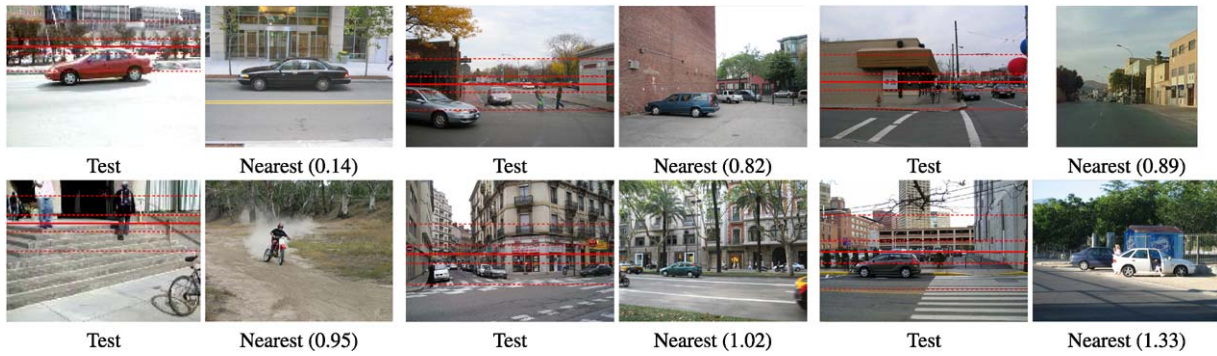 Test Nearest (0.14) Test Nearest (0.82) Test Nearest (0.89)
Test Nearest (0.95) Test Nearest (1.02) Test Nearest (1.33)